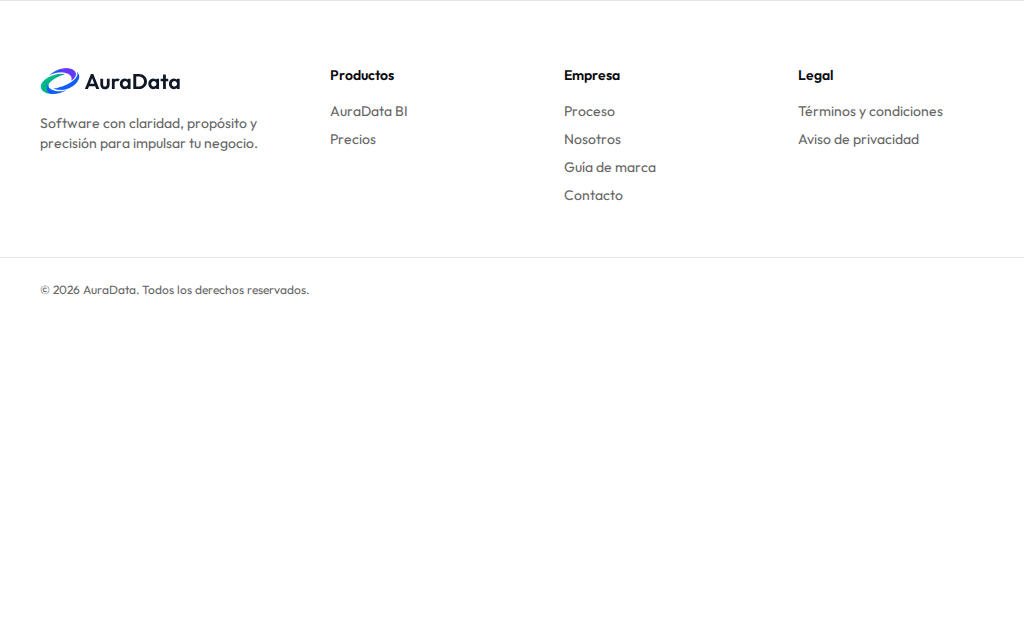 AuraData
Software con claridad, propósito y
precisión para impulsar tu negocio.
Productos
AuraData BI
Precios
Empresa
Proceso
Nosotros
Guía de marca
Contacto
Legal
Términos y condiciones
Aviso de privacidad
© 2026 AuraData. Todos los derechos reservados.